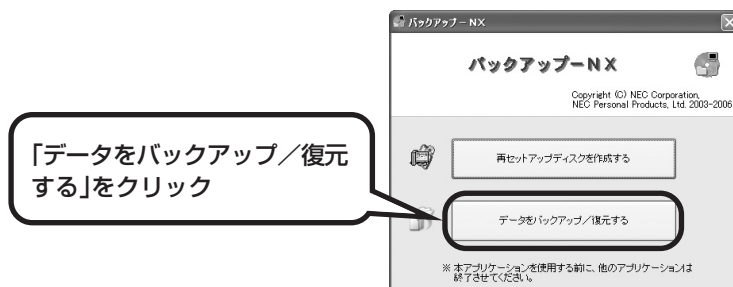 バックアップ－NX
バックアップーNX
Copyright (C) NEC Corporation,
NEC Personal Products, Ltd. 2003-2006
「データをバックアップ／復元
する」をクリック
再セットアップディスクを作成する
データをバックアップ／復元する
※ 本アプリケーションを使用する前に、他のアプリケーションは
終了させてください。